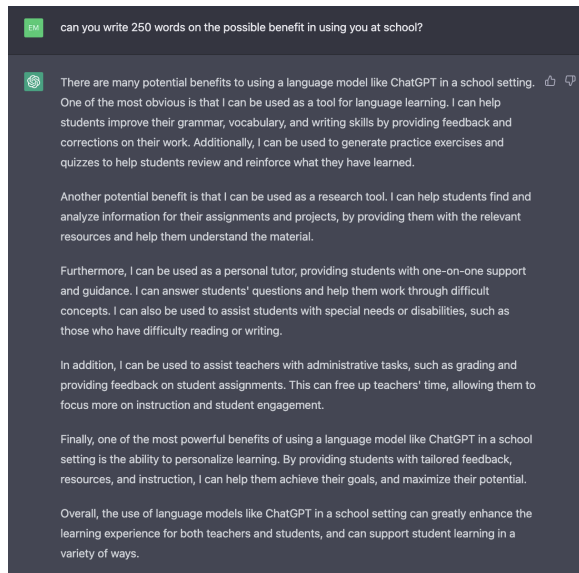 EM
can you write 250 words on the possible benefit in using you at school?
There are many potential benefits to using a language model like ChatGPT in a school setting.
One of the most obvious is that I can be used as a tool for language learning. I can help
students improve their grammar, vocabulary, and writing skills by providing feedback and
corrections on their work. Additionally, I can be used to generate practice exercises and
quizzes to help students review and reinforce what they have learned.
Another potential benefit is that I can be used as a research tool. I can help students find and
analyze information for their assignments and projects, by providing them with the relevant
resources and help them understand the material.
Furthermore, I can be used as a personal tutor, providing students with one-on-one support
and guidance. I can answer students' questions and help them work through difficult
concepts. I can also be used to assist students with special needs or disabilities, such as
those who have difficulty reading or writing.
In addition, I can be used to assist teachers with administrative tasks, such as grading and
providing feedback on student assignments. This can free up teachers' time, allowing them to
focus more on instruction and student engagement.
Finally, one of the most powerful benefits of using a language model like ChatGPT in a school
setting is the ability to personalize learning. By providing students with tailored feedback,
resources, and instruction, I can help them achieve their goals, and maximize their potential.
Overall, the use of language models like ChatGPT in a school setting can greatly enhance the
learning experience for both teachers and students, and can support student learning in a
variety of ways.